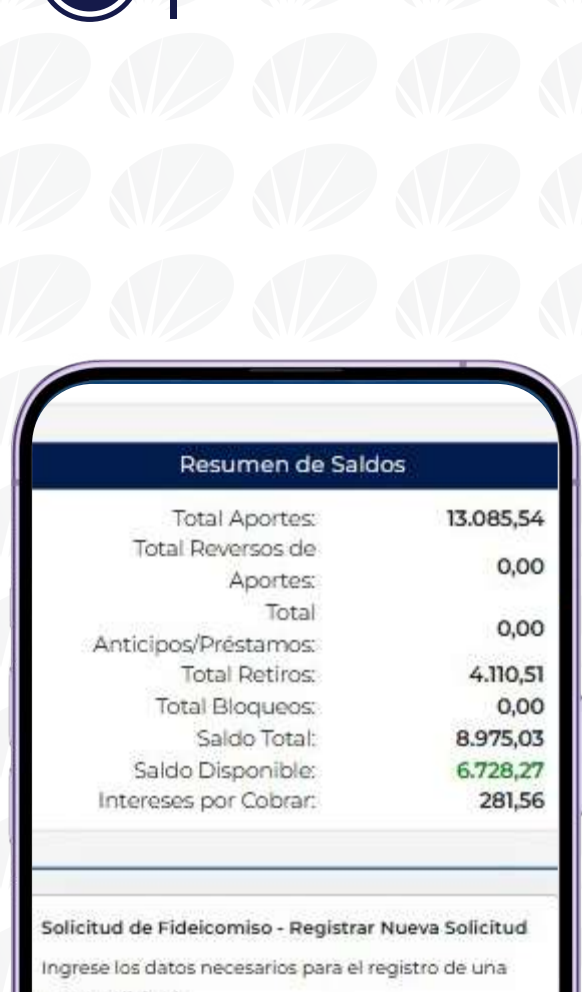 Resumen de Saldos
Total Aportes: 13.085,54
Total Reversos de
Aportes: 0,00
Total
Anticipos/Préstamos: 0,00
Total Retiros: 4.110,51
Total Bloqueos: 0,00
Saldo Total: 8.975,03
Saldo Disponible: 6.728,27
Intereses por Cobrar: 281,56
Solicitud de Fideicomiso - Registrar Nueva Solicitud
Ingrese los datos necesarios para el registro de una